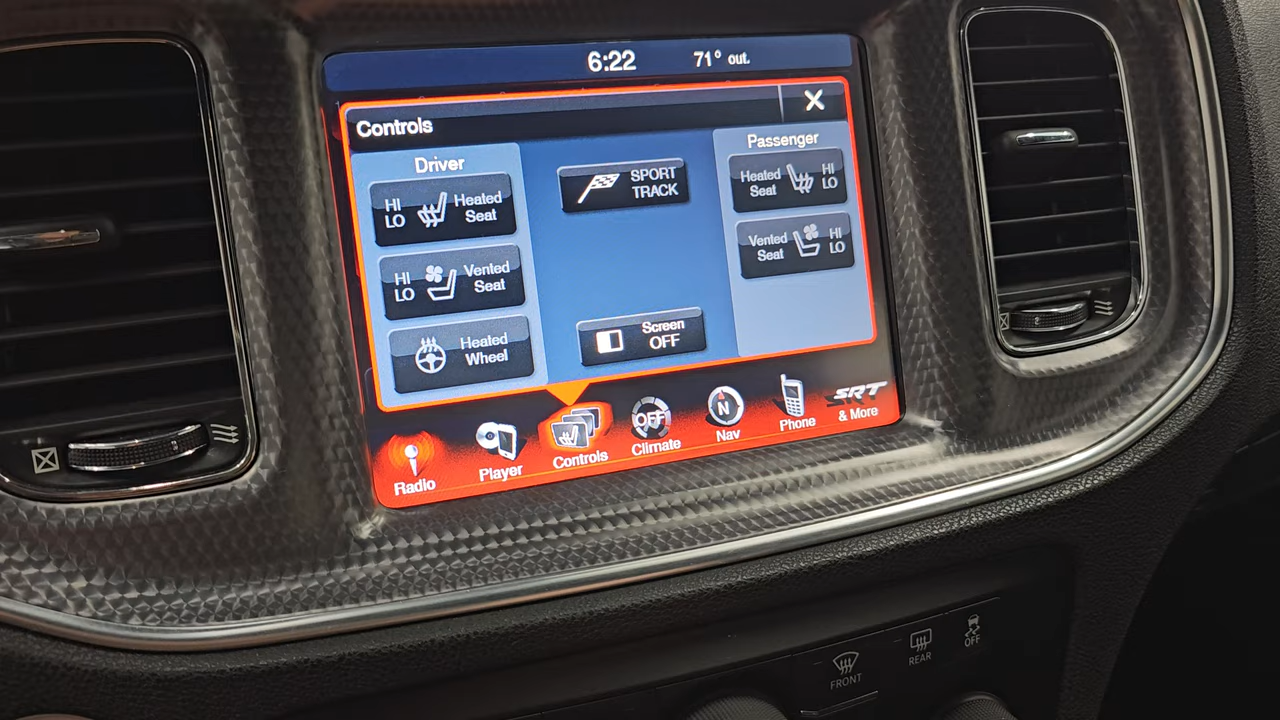 6:22 71° out.
Controls X
Driver
HI
LO
Heated
Seat
HI
LO
Vented
Seat
Heated
Wheel
SPORT
TRACK
Screen
OFF
Passenger
Heated
Seat
HI
LO
Vented
Seat
HI
LO
Radio
Player
Controls
OFF
Climate
N
Nav
Phone
SRT
& More
FRONT
REAR
OFF